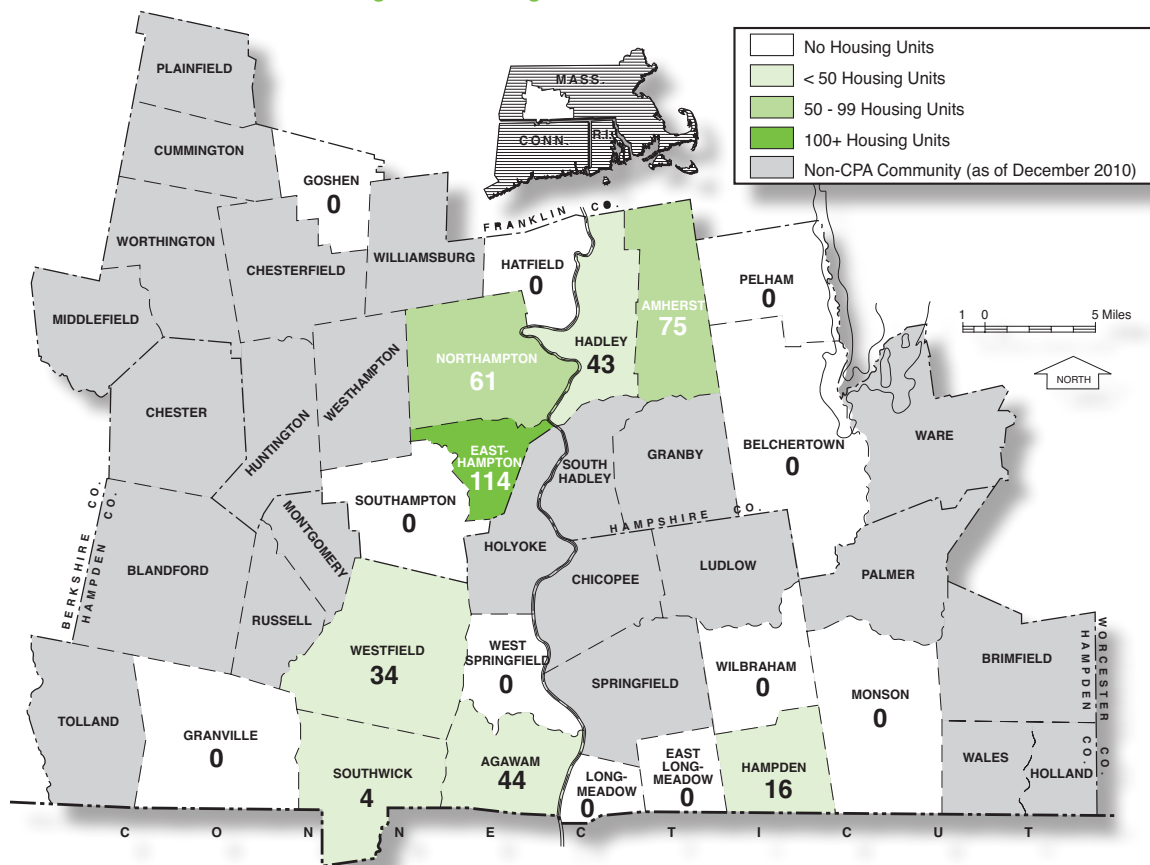 No Housing Units
< 50 Housing Units
50 - 99 Housing Units
100+ Housing Units
Non-CPA Community (as of December 2010)
MASS.
CONN.
R.I.
PLAINFIELD
CUMMINGTON
GOSHEN
0
WORTHINGTON
CHESTERFIELD
WILLIAMSBURG
FRANKLIN CO.
HATFIELD
0
PELHAM
0
MIDDLEFIELD
AMHERST
75
HADLEY
43
NORTHAMPTON
61
1 0 5 Miles
NORTH
CHESTER
HUNTINGTON
WESTHAMPTON
EAST-
HAMPTON
114
SOUTH
HADLEY
GRANBY
BELCHERTOWN
0
WARE
SOUTHAMPTON
0
HAMPSHIRE CO.
MONTGOMERY
HOLYOKE
BERKSHIRE CO.
HAMPDEN CO.
BLANDFORD
CHICOPEE
LUDLOW
PALMER
RUSSELL
WESTFIELD
34
WEST
SPRINGFIELD
0
SPRINGFIELD
WILBRAHAM
0
MONSON
0
BRIMFIELD
WORCESTER CO.
HAMPDEN CO.
TOLLAND
GRANVILLE
0
SOUTHWICK
4
AGAWAM
44
LONG-
MEADOW
0
EAST
LONG-
MEADOW
0
HAMPDEN
16
WALES
HOLLAND
CONNECTICUT